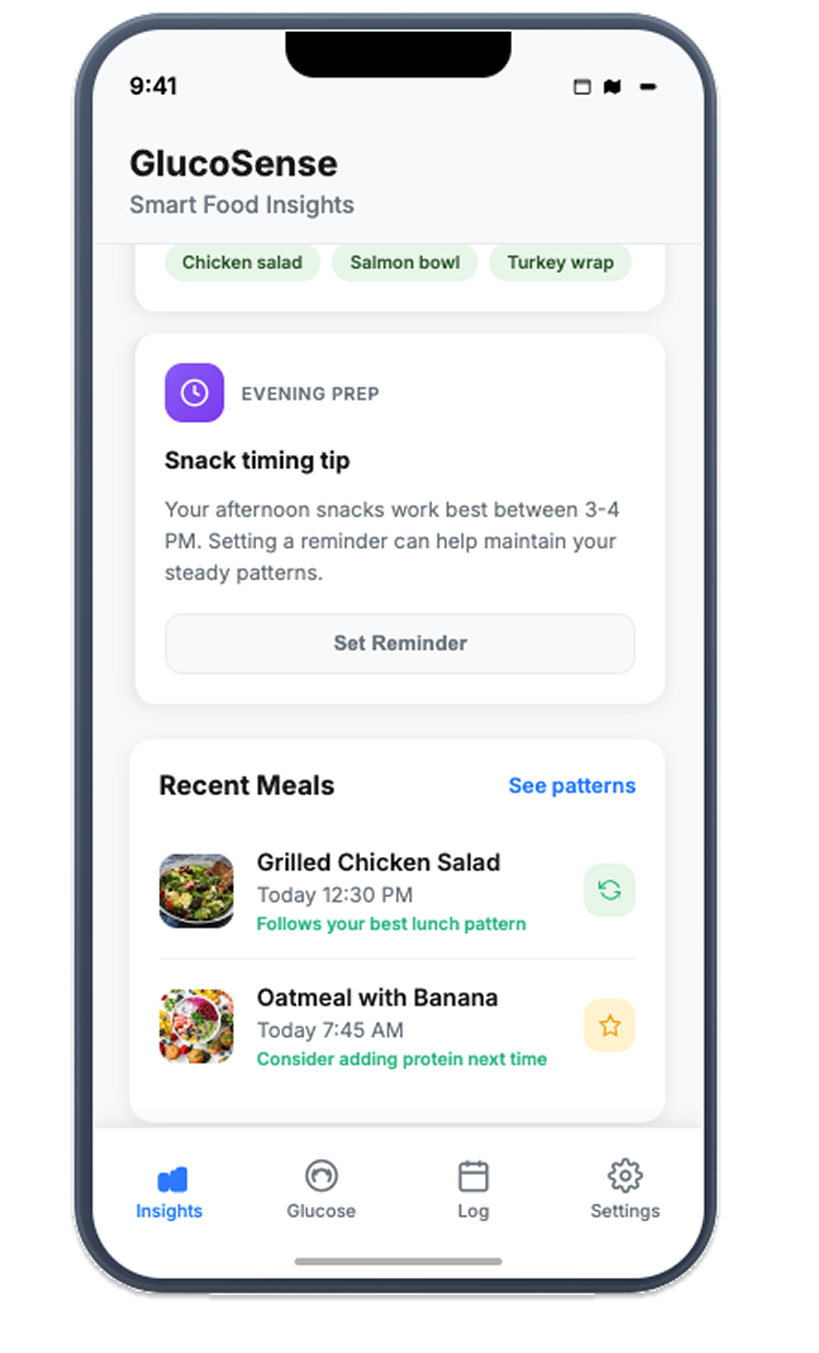 9:41
GlucoSense
Smart Food Insights
Chicken salad Salmon bowl Turkey wrap
EVENING PREP
Snack timing tip
Your afternoon snacks work best between 3-4
PM. Setting a reminder can help maintain your
steady patterns.
Set Reminder
Recent Meals See patterns
Grilled Chicken Salad
Today 12:30 PM
Follows your best lunch pattern
Oatmeal with Banana
Today 7:45 AM
Consider adding protein next time
Insights Glucose Log Settings